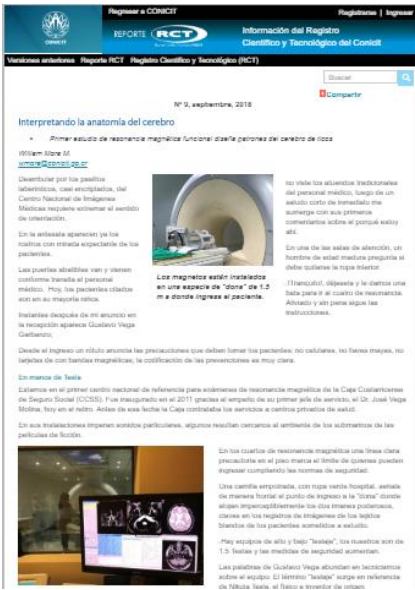 CONICIT
Regresar a CONICIT
Registrarse | Ingresar
REPORTE RCT
Información del Registro
Científico y Tecnológico del Conicit
Versiones anteriores Reporte RCT Registro Científico y Tecnológico (RCT)
Buscar
Compartir
N° 9, septiembre, 2018
Interpretando la anatomía del cerebro
• Primer estudio de resonancia magnética funcional diseña patrones del cerebro de ticos
William Mora M.
wmora@conicit.go.cr
Deambular por los pasillos
laberínticos, casi encriptados, del
Centro Nacional de Imágenes
Médicas requiere extremar el sentido
de orientación.
En la antesala aparecen ya los
rostros con mirada expectante de los
pacientes.
Las puertas abatibles van y vienen
conforme transita el personal
médico. Hoy, los pacientes citados
son en su mayoría niños.
Instantes después de mi anuncio en
la recepción aparece Gustavo Vega
Garbanzo,
Los magnetos están instalados
en una especie de "dona" de 1.5
m a donde ingresa el paciente.
no viste los atuendos tradicionales
del personal médico, luego de un
saludo corto de inmediato me
sumerge con sus primeros
comentarios sobre el porqué estoy
ahí.
En una de las salas de atención, un
hombre de edad madura pregunta si
debe quitarse la ropa interior.
-¡Tranquilo!, déjesela y le damos una
bata para ir al cuarto de resonancia.
Aliviado y sin pena sigue las
instrucciones.
Desde el ingreso un rótulo anuncia las precauciones que deben tomar los pacientes: no celulares, no llaves mayas, no
tarjetas de con bandas magnéticas, la codificación de las prevenciones es muy clara.
En manos de Tesla
Estamos en el primer centro nacional de referencia para exámenes de resonancia magnética de la Caja Costarricense
de Seguro Social (CCSS). Fue inaugurado en el 2011 gracias al empeño de su primer jefe de servicio, el Dr. José Vega
Molina, hoy en el retiro. Antes de esa fecha la Caja contrataba los servicios a centros privados de salud.
En sus instalaciones imperan sonidos particulares, algunos resultan cercanos al ambiente de los submarinos de las
películas de ficción.
En los cuartos de resonancia magnética una línea clara
precautoria en el piso marca el límite de quienes pueden
ingresar cumpliendo las normas de seguridad.
Una camilla empotrada, con ropa verde hospital, señala
de manera frontal el punto de ingreso a la "dona" donde
alojan imperceptiblemente los dos imanes poderosos,
claves en los registros de imágenes de los tejidos
blandos de los pacientes sometidos a estudio.
-Hay equipos de alto y bajo "teslaje", los nuestros son de
1.5 Teslas y las medidas de seguridad aumentan.
Las palabras de Gustavo Vega abundan en tecnicismos
sobre el equipo. El término "teslaje" surge en referencia
de Nikola Tesla, el físico e inventor de origen